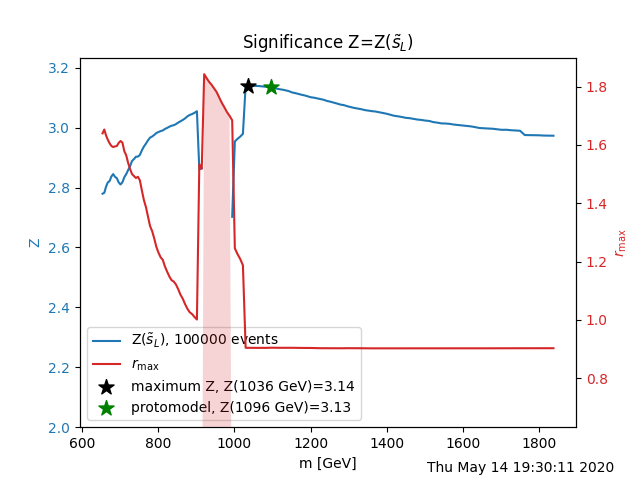 Significance Z=Z(s̃_L)
3.2
3.0
2.8
2.6
2.4
2.2
2.0
Z
1.8
1.6
1.4
1.2
1.0
0.8
r_max
Z(s̃_L), 100000 events
r_max
maximum Z, Z(1036 GeV)=3.14
protomodel, Z(1096 GeV)=3.13
600 800 1000 1200 1400 1600 1800
m [GeV]
Thu May 14 19:30:11 2020